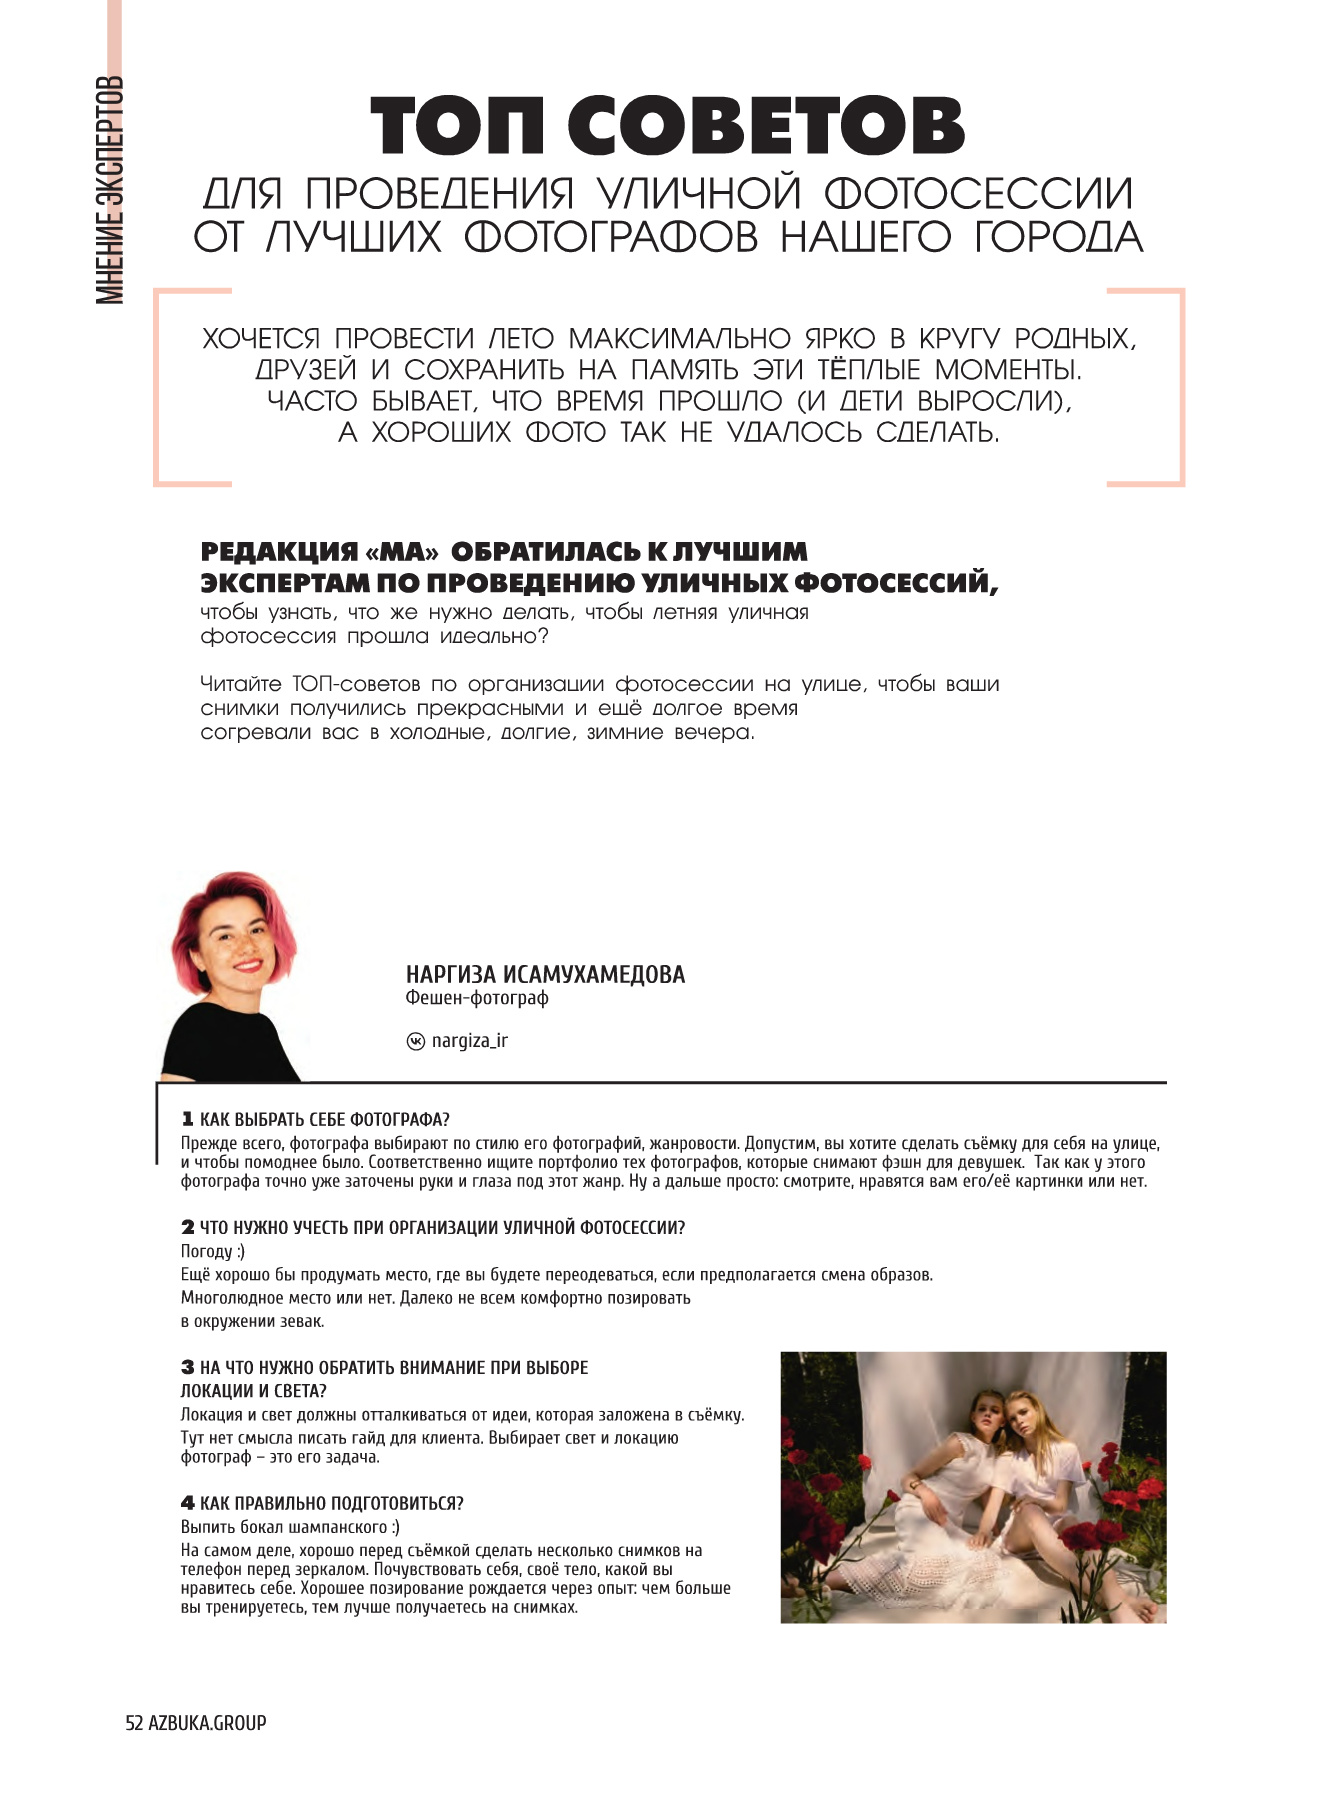 МНЕНИЕ ЭКСПЕРТОВ
ТОП СОВЕТОВ
ДЛЯ ПРОВЕДЕНИЯ УЛИЧНОЙ ФОТОСЕССИИ
ОТ ЛУЧШИХ ФОТОГРАФОВ НАШЕГО ГОРОДА
ХОЧЕТСЯ ПРОВЕСТИ ЛЕТО МАКСИМАЛЬНО ЯРКО В КРУГУ РОДНЫХ,
ДРУЗЕЙ И СОХРАНИТЬ НА ПАМЯТЬ ЭТИ ТЁПЛЫЕ МОМЕНТЫ.
ЧАСТО БЫВАЕТ, ЧТО ВРЕМЯ ПРОШЛО (И ДЕТИ ВЫРОСЛИ),
А ХОРОШИХ ФОТО ТАК НЕ УДАЛОСЬ СДЕЛАТЬ.
РЕДАКЦИЯ «МА» ОБРАТИЛАСЬ К ЛУЧШИМ
ЭКСПЕРТАМ ПО ПРОВЕДЕНИЮ УЛИЧНЫХ ФОТОСЕССИЙ,
чтобы узнать, что же нужно делать, чтобы летняя уличная
фотосессия прошла идеально?
Читайте ТОП-советов по организации фотосессии на улице, чтобы ваши
снимки получились прекрасными и ещё долгое время
согревали вас в холодные, долгие, зимние вечера.
НАРГИЗА ИСАМУХАМЕДОВА
Фешен-фотограф
nargiza_ir
1 КАК ВЫБРАТЬ СЕБЕ ФОТОГРАФА?
Прежде всего, фотографа выбирают по стилю его фотографий, жанровости. Допустим, вы хотите сделать съёмку для себя на улице,
и чтобы помоднее было. Соответственно ищите портфолио тех фотографов, которые снимают фэшн для девушек. Так как у этого
фотографа точно уже заточены руки и глаза под этот жанр. Ну а дальше просто: смотрите, нравятся вам его/её картинки или нет.
2 ЧТО НУЖНО УЧЕСТЬ ПРИ ОРГАНИЗАЦИИ УЛИЧНОЙ ФОТОСЕССИИ?
Погоду :)
Ещё хорошо бы продумать место, где вы будете переодеваться, если предполагается смена образов.
Многолюдное место или нет. Далеко не всем комфортно позировать
в окружении зевак.
3 НА ЧТО НУЖНО ОБРАТИТЬ ВНИМАНИЕ ПРИ ВЫБОРЕ
ЛОКАЦИИ И СВЕТА?
Локация и свет должны отталкиваться от идеи, которая заложена в съёмку.
Тут нет смысла писать гайд для клиента. Выбирает свет и локацию
фотограф – это его задача.
4 КАК ПРАВИЛЬНО ПОДГОТОВИТЬСЯ?
Выпить бокал шампанского :)
На самом деле, хорошо перед съёмкой сделать несколько снимков на
телефон перед зеркалом. Почувствовать себя, своё тело, какой вы
нравитесь себе. Хорошее позирование рождается через опыт: чем больше
вы тренируетесь, тем лучше получаетесь на снимках.
52 AZBUKA.GROUP